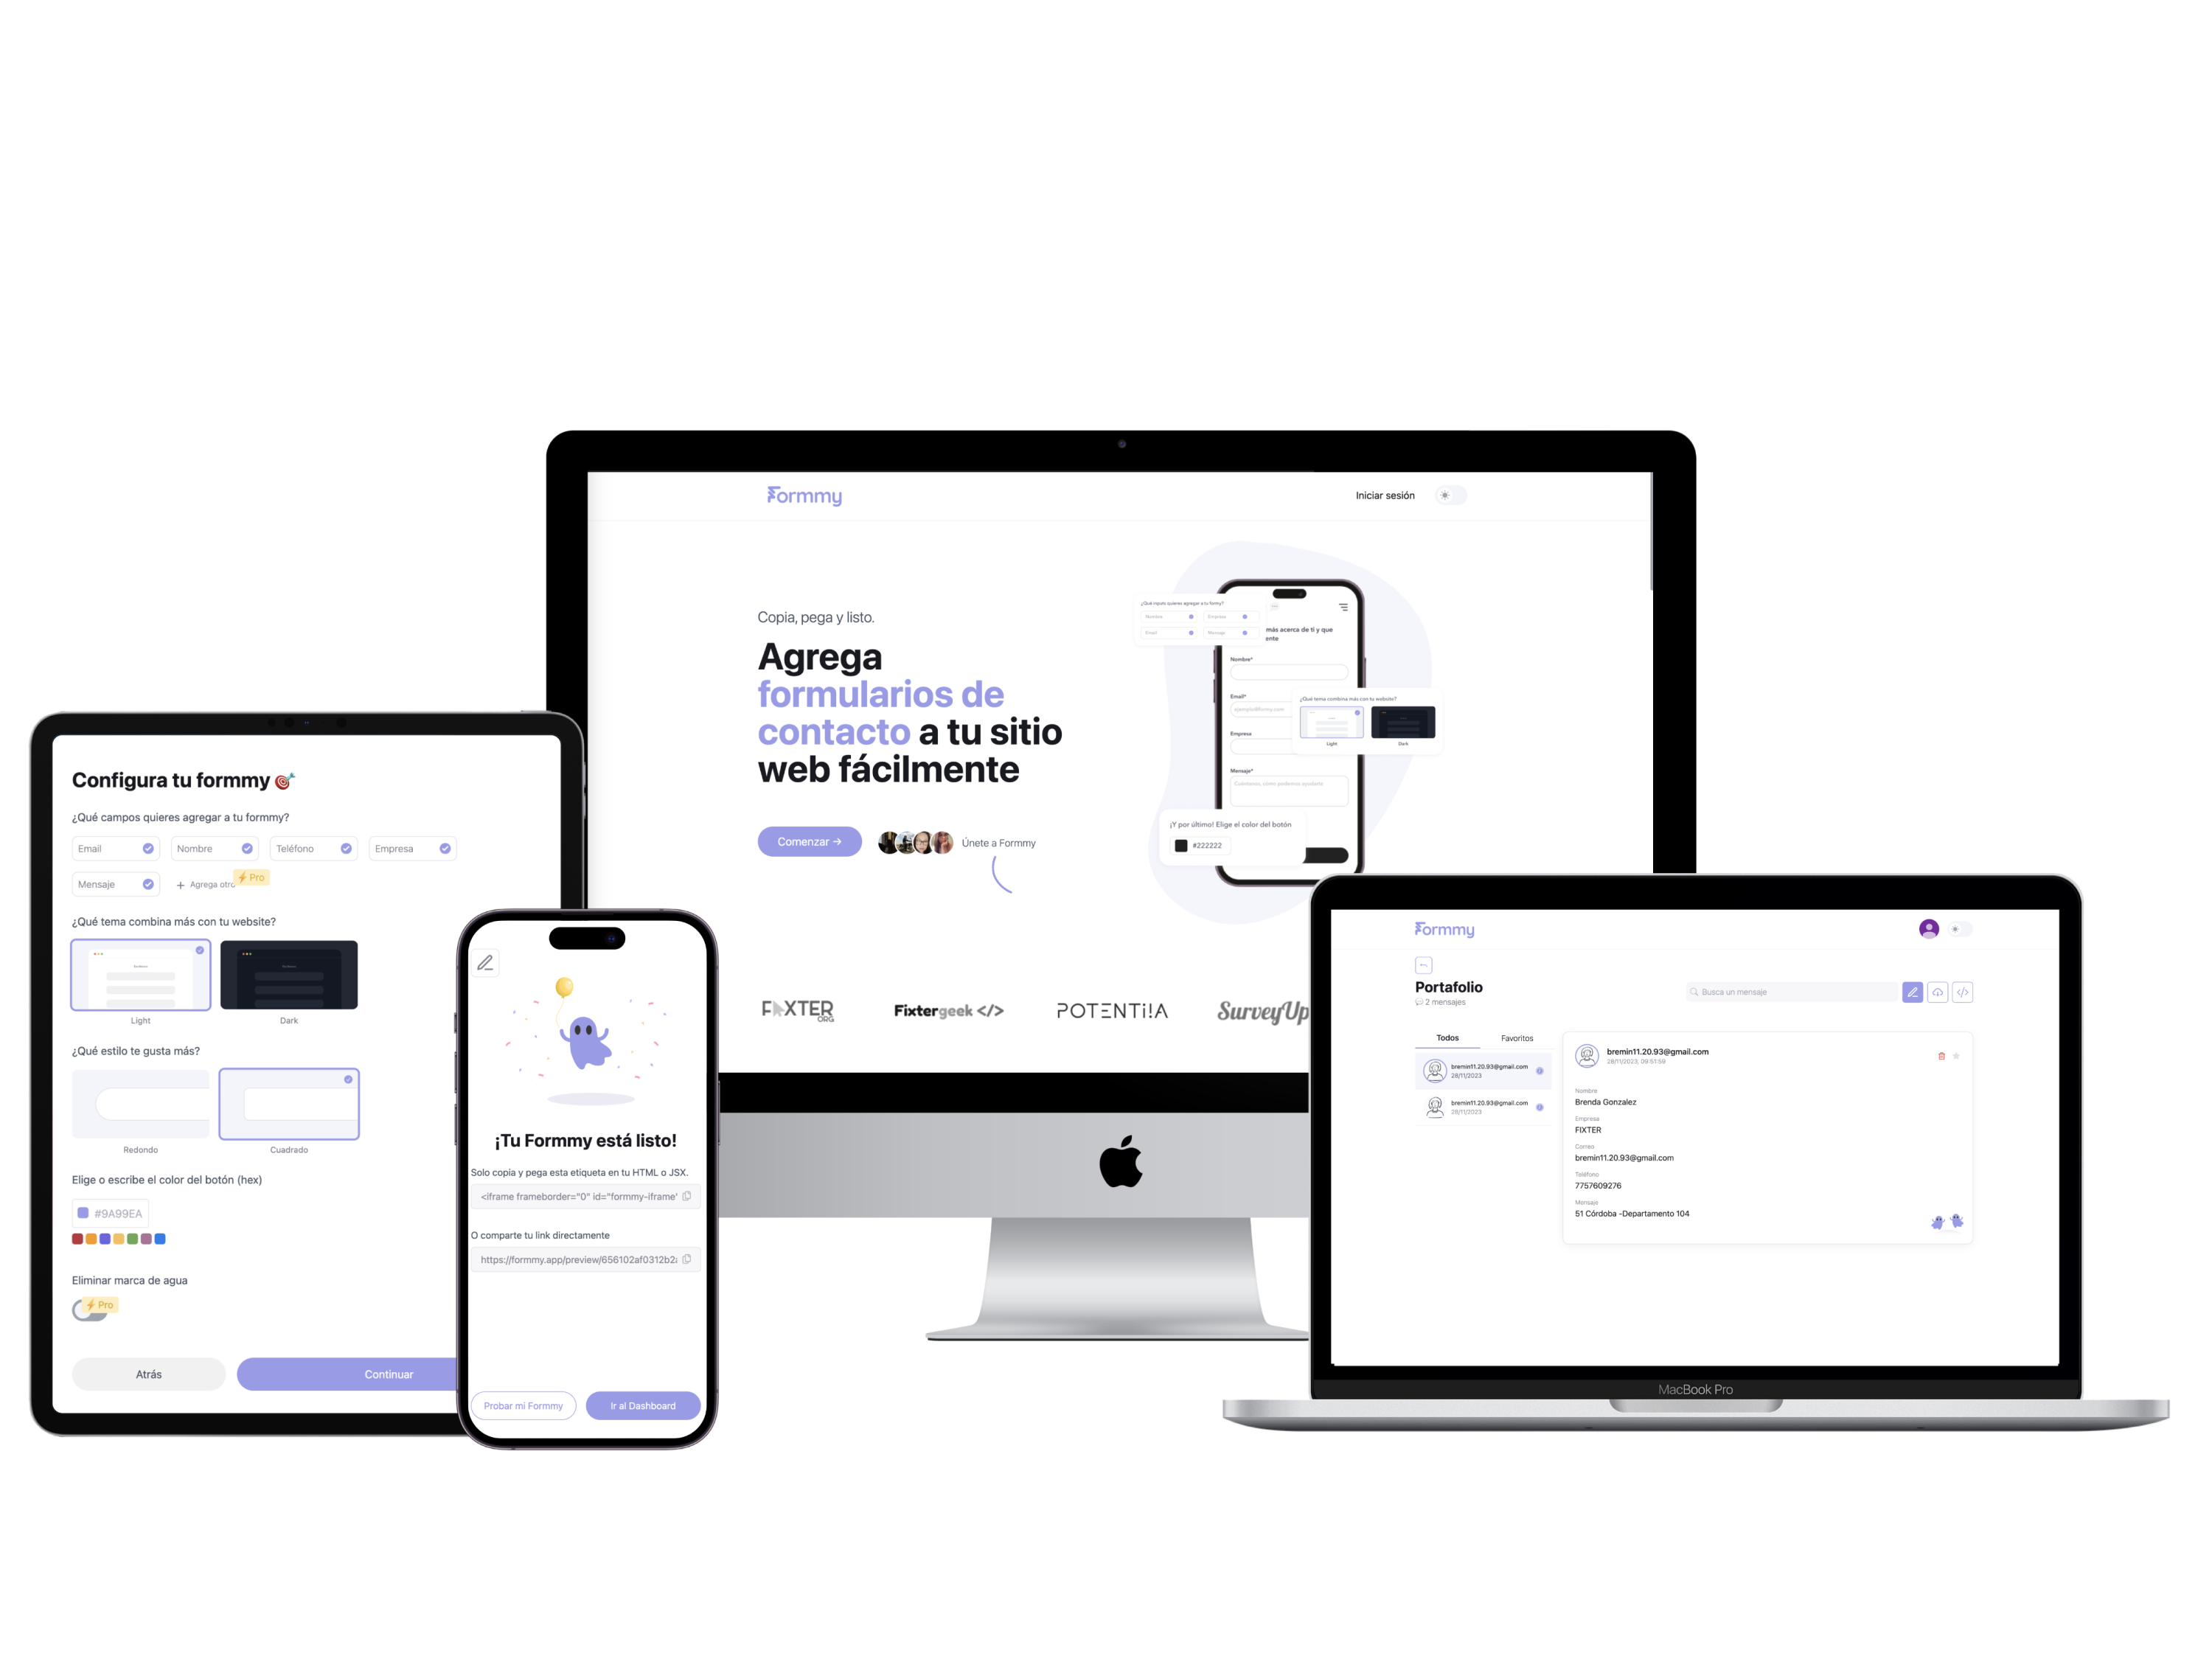 Formmy
Iniciar sesión
Copia, pega y listo.
Agrega
formularios de
contacto a tu sitio
web fácilmente
Comenzar →
Únete a Formmy
¿Qué inputs quieres agregar a tu formy?
Nombre
Empresa
Email
Mensaje
más acerca de ti y que
ente
Nombre*
Email*
ejemplo@formy.com
Empresa
Mensaje*
Cuéntanos, como podemos ayudarte
¿Qué tema combina más con tu website?
Light
Dark
¡Y por último! Elige el color del botón
#222222
FIXTER.ORG
Fixtergeek </>
POTENTi!A
SurveyUp
Configura tu formmy
¿Qué campos quieres agregar a tu formmy?
Email
Nombre
Teléfono
Empresa
Mensaje
+ Agrega otro
Pro
¿Qué tema combina más con tu website?
Light
Dark
¿Qué estilo te gusta más?
Redondo
Cuadrado
Elige o escribe el color del botón (hex)
#9A99EA
Eliminar marca de agua
Pro
Atrás
Continuar
¡Tu Formmy está listo!
Solo copia y pega esta etiqueta en tu HTML o JSX.
<iframe frameborder="0" id="formmy-iframe"
O comparte tu link directamente
https://formmy.app/preview/656102af0312b2
Probar mi Formmy
Ir al Dashboard
Formmy
Portafolio
2 mensajes
Busca un mensaje
</>
Todos
Favoritos
bremin11.20.93@gmail.com
28/11/2023
bremin11.20.93@gmail.com
28/11/2023
bremin11.20.93@gmail.com
28/11/2023, 09:51:59
Nombre
Brenda Gonzalez
Empresa
FIXTER
Correo
bremin11.20.93@gmail.com
Teléfono
7757609276
Mensaje
51 Córdoba -Departamento 104
MacBook Pro